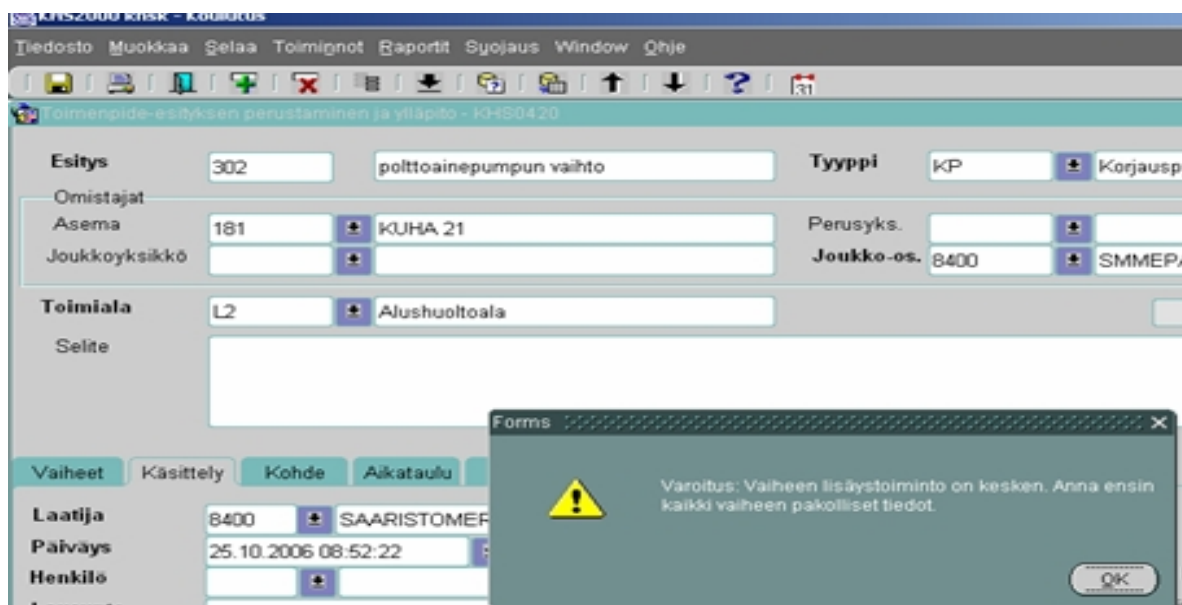 KHS2000 khsk - Koulutus
Tiedosto Muokkaa Selaa Toiminnot Raportit Suojaus Window Ohje
31
Toimenpide-esityksen perustaminen ja ylläpito - KHS0420
Esitys 302 polttoainepumpun vaihto Tyyppi KP Korjausp
Omistajat
Asema 181 KUHA 21 Perusyks.
Joukkoyksikkö Joukko-os. 8400 SMMEPA
Toimiala L2 Alushuoltoala
Selite
Forms
Vaiheet Käsittely Kohde Aikataulu
Varoitus: Vaiheen lisäystoiminto on kesken. Anna ensin
kaikki vaiheen pakolliset tiedot.
Laatija 8400 SAARISTOMER
Päiväys 25.10.2006 08:52:22
Henkilö
OK